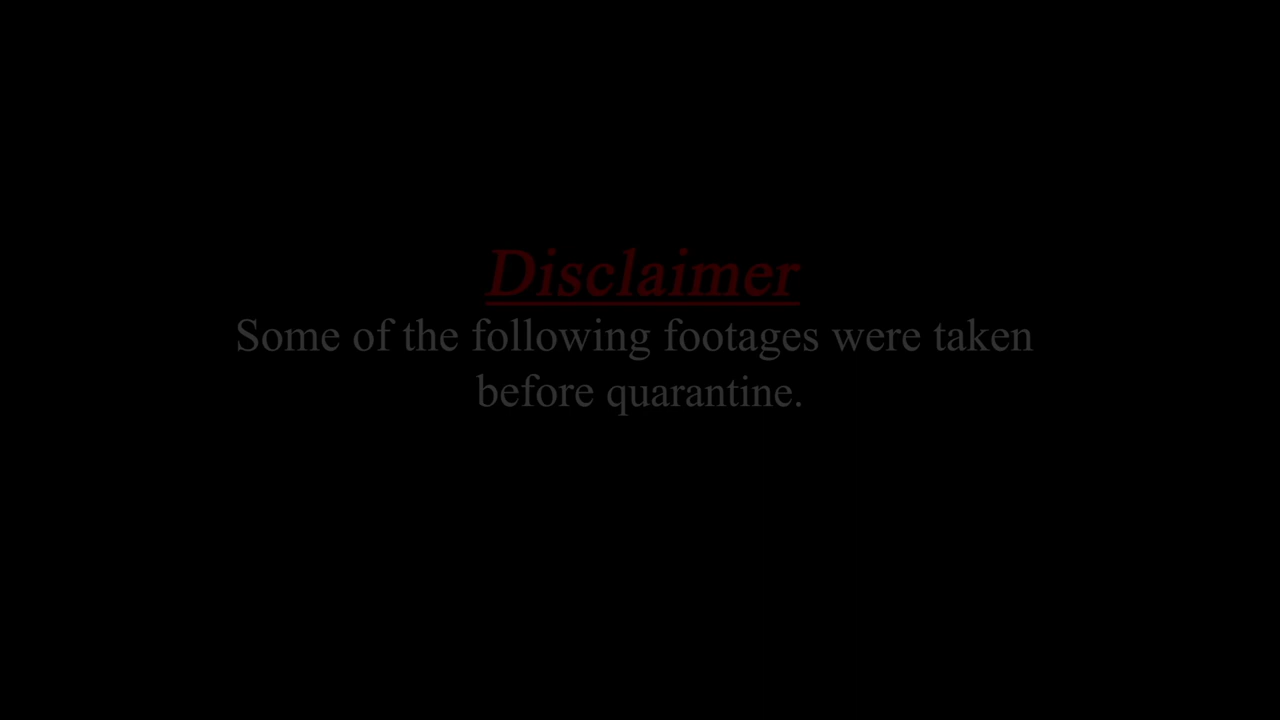 Disclaimer
Some of the following footages were taken
before quarantine.